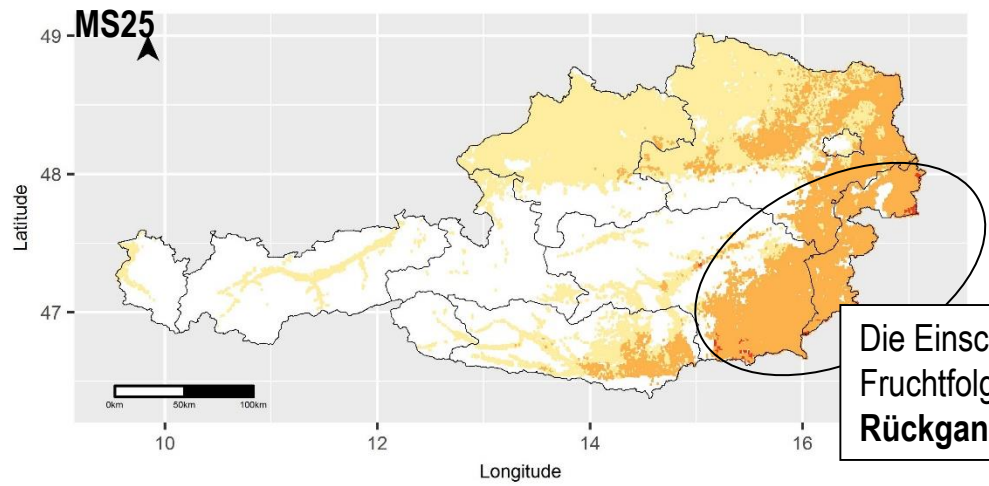 MS25
49
48
47
Latitude
0km 50km 100km
10 12 14 16
Longitude
Die Einsc
Fruchtfolg
Rückgan